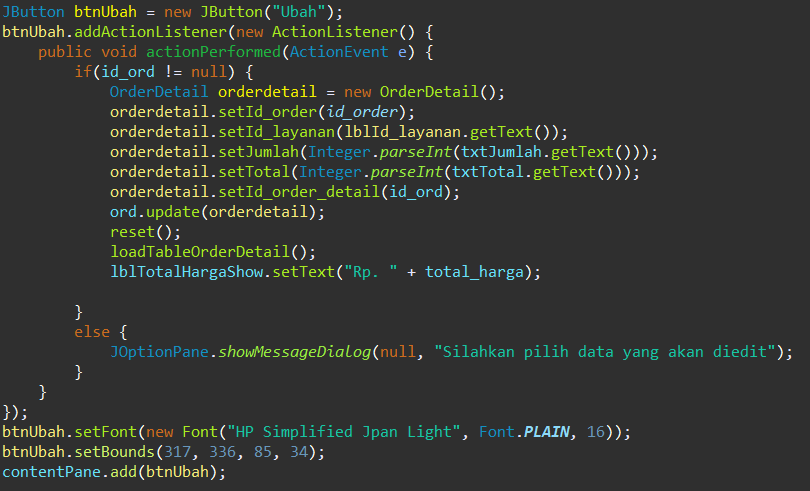 JButton btnUbah = new JButton("Ubah");
btnUbah.addActionListener(new ActionListener() {
    public void actionPerformed(ActionEvent e) {
        if(id_ord != null) {
            OrderDetail orderdetail = new OrderDetail();
            orderdetail.setId_order(id_order);
            orderdetail.setId_layanan(lblId_layanan.getText());
            orderdetail.setJumlah(Integer.parseInt(txtJumlah.getText()));
            orderdetail.setTotal(Integer.parseInt(txtTotal.getText()));
            orderdetail.setId_order_detail(id_ord);
            ord.update(orderdetail);
            reset();
            loadTableOrderDetail();
            lblTotalHargaShow.setText("Rp. " + total_harga);

        }
        else {
            JOptionPane.showMessageDialog(null, "Silahkan pilih data yang akan diedit");
        }
    }
});
btnUbah.setFont(new Font("HP Simplified Jpan Light", Font.PLAIN, 16));
btnUbah.setBounds(317, 336, 85, 34);
contentPane.add(btnUbah);